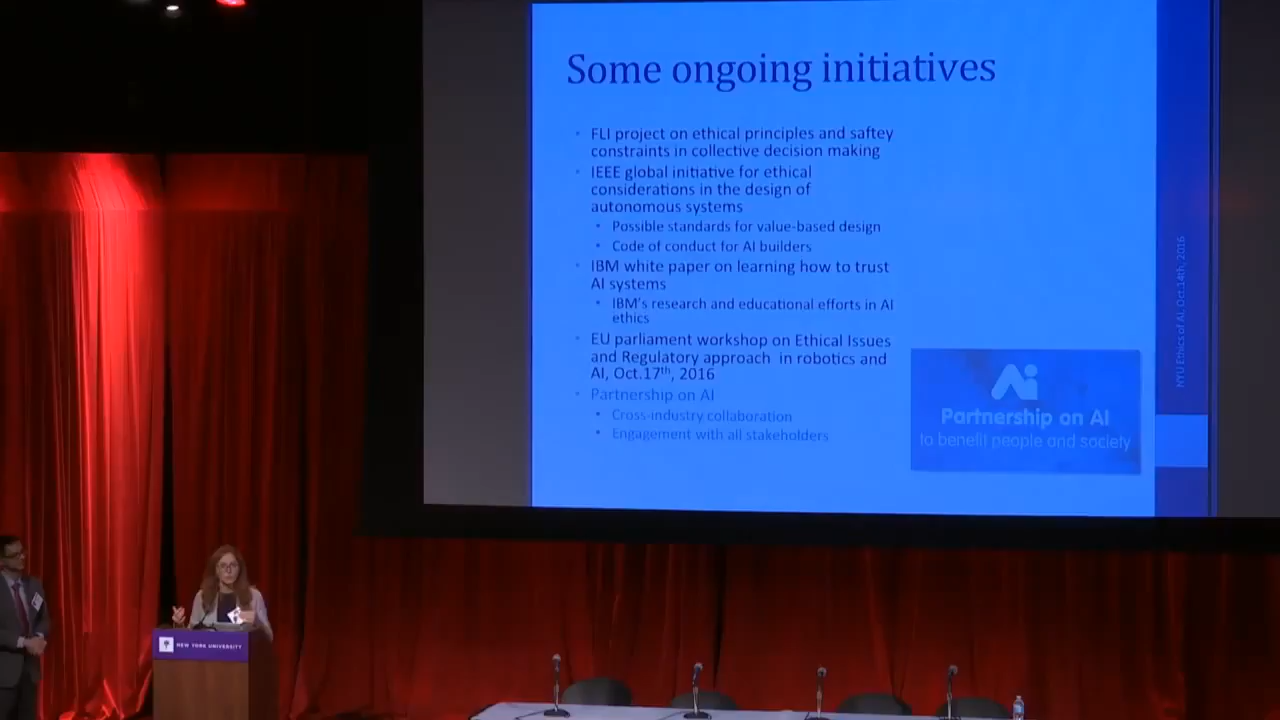 Some ongoing initiatives
FLI project on ethical principles and saftey
constraints in collective decision making
IEEE global initiative for ethical
considerations in the design of
autonomous systems
Possible standards for value-based design
Code of conduct for AI builders
IBM white paper on learning how to trust
AI systems
IBM's research and educational efforts in AI
ethics
EU parliament workshop on Ethical Issues
and Regulatory approach in robotics and
AI, Oct.17th, 2016
Partnership on AI
Cross-industry collaboration
Engagement with all stakeholders
Ai
Partnership on AI
to benefit people and society
NYU Ethics of AI, Oct.14th, 2016
NEW YORK UNIVERSITY